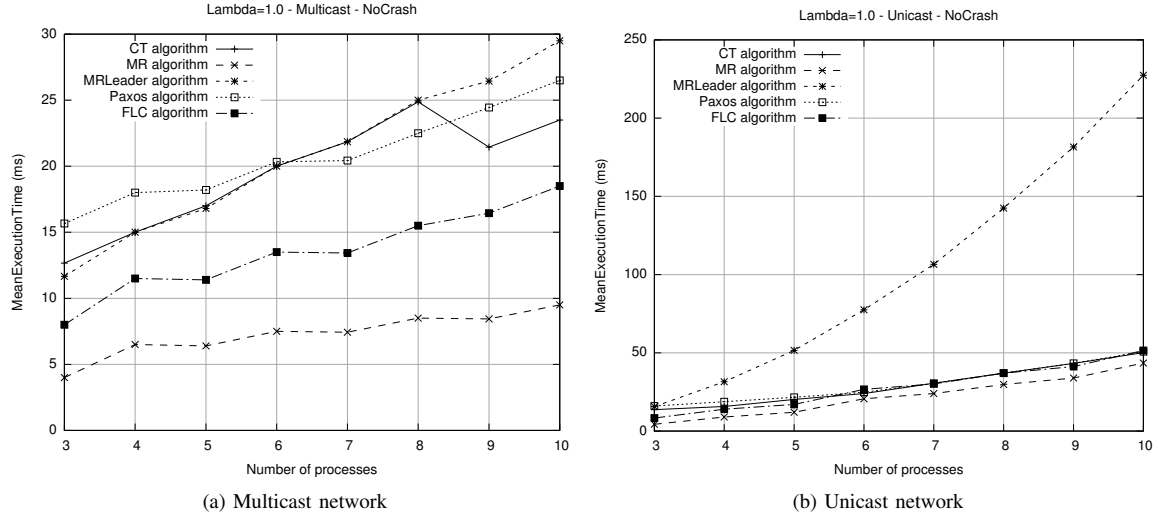 Lambda=1.0 - Multicast - NoCrash
30
25
20
15
10
5
0
MeanExecutionTime (ms)
CT algorithm
MR algorithm
MRLeader algorithm
Paxos algorithm
FLC algorithm
3 4 5 6 7 8 9 10
Number of processes
(a) Multicast network
Lambda=1.0 - Unicast - NoCrash
250
200
150
100
50
0
MeanExecutionTime (ms)
CT algorithm
MR algorithm
MRLeader algorithm
Paxos algorithm
FLC algorithm
3 4 5 6 7 8 9 10
Number of processes
(b) Unicast network